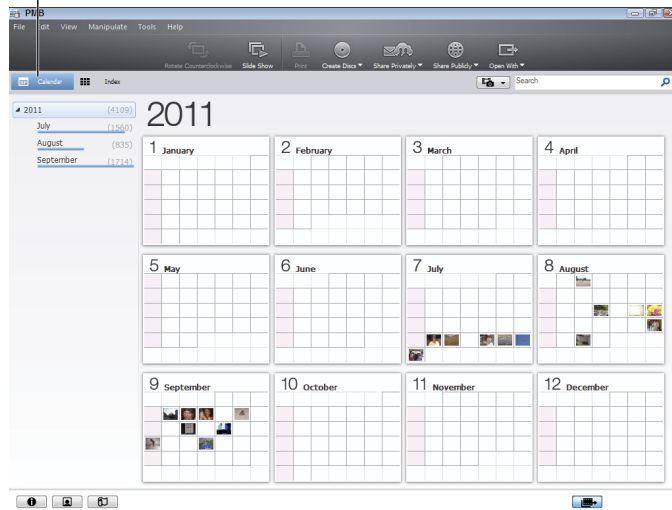 PMB
File Edit View Manipulate Tools Help
Rotate Counterclockwise Slide Show Print Create Discs Share Privately Share Publicly Open With
Calendar Index Search
2011 (4109)
July (1560)
August (835)
September (1714)
2011
1 January
2 February
3 March
4 April
5 May
6 June
7 July
8 August
9 September
10 October
11 November
12 December